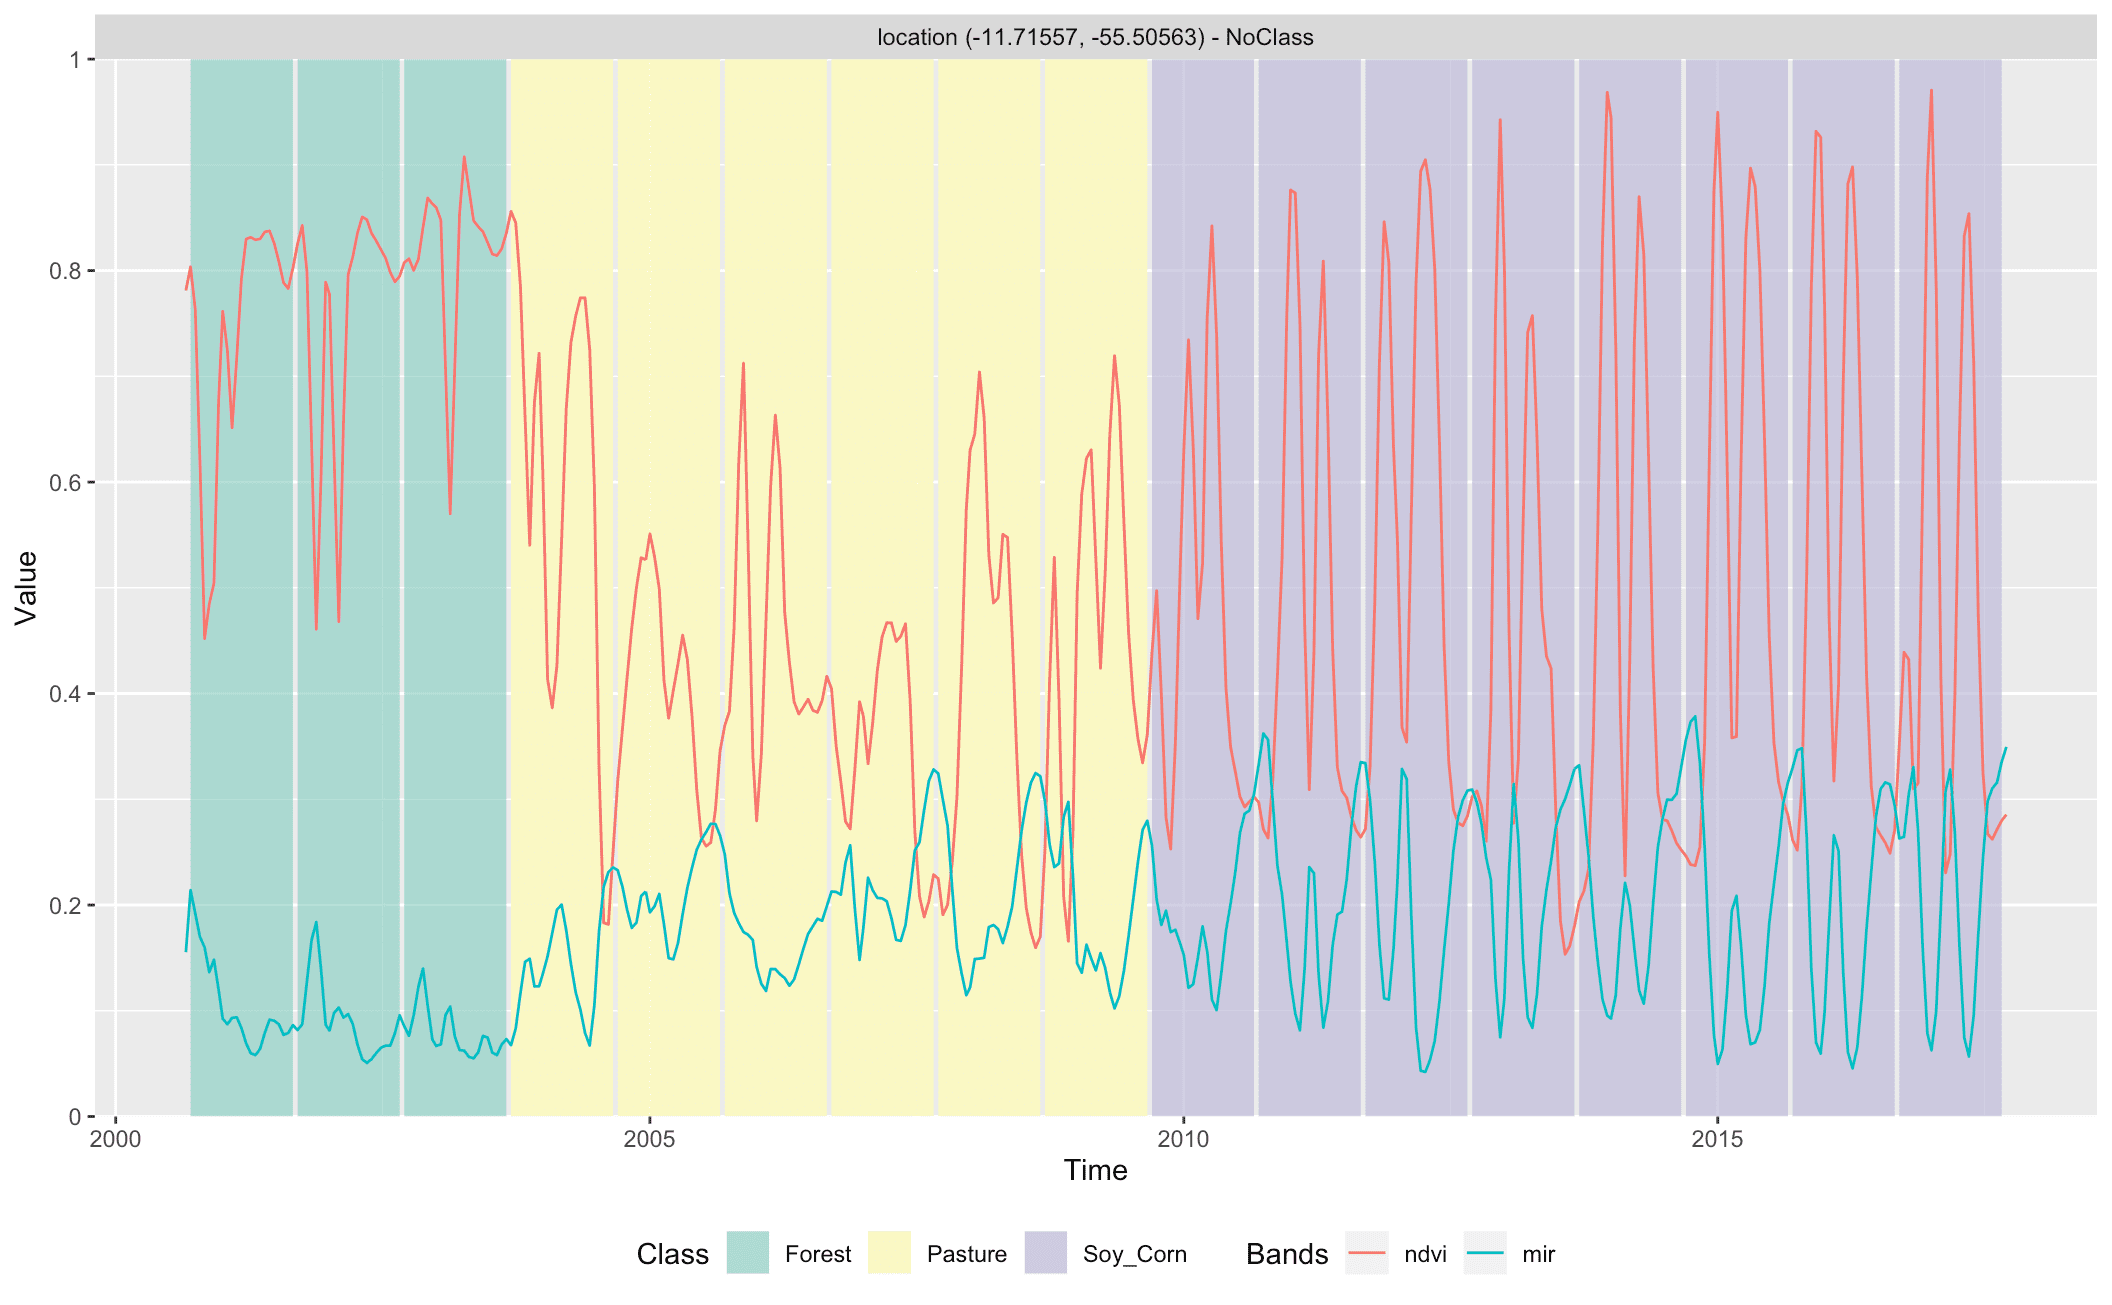 location (-11.71557, -55.50563) - NoClass
1
0.8
0.6
0.4
0.2
0
Value
2000 2005 2010 2015
Time
Class Forest Pasture Soy_Corn Bands ndvi mir